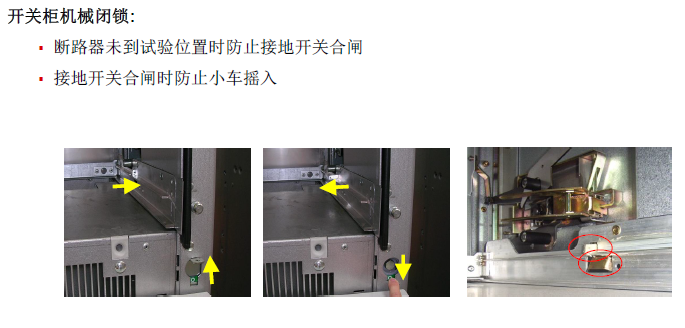 开关柜机械闭锁:
断路器未到试验位置时防止接地开关合闸
接地开关合闸时防止小车摇入